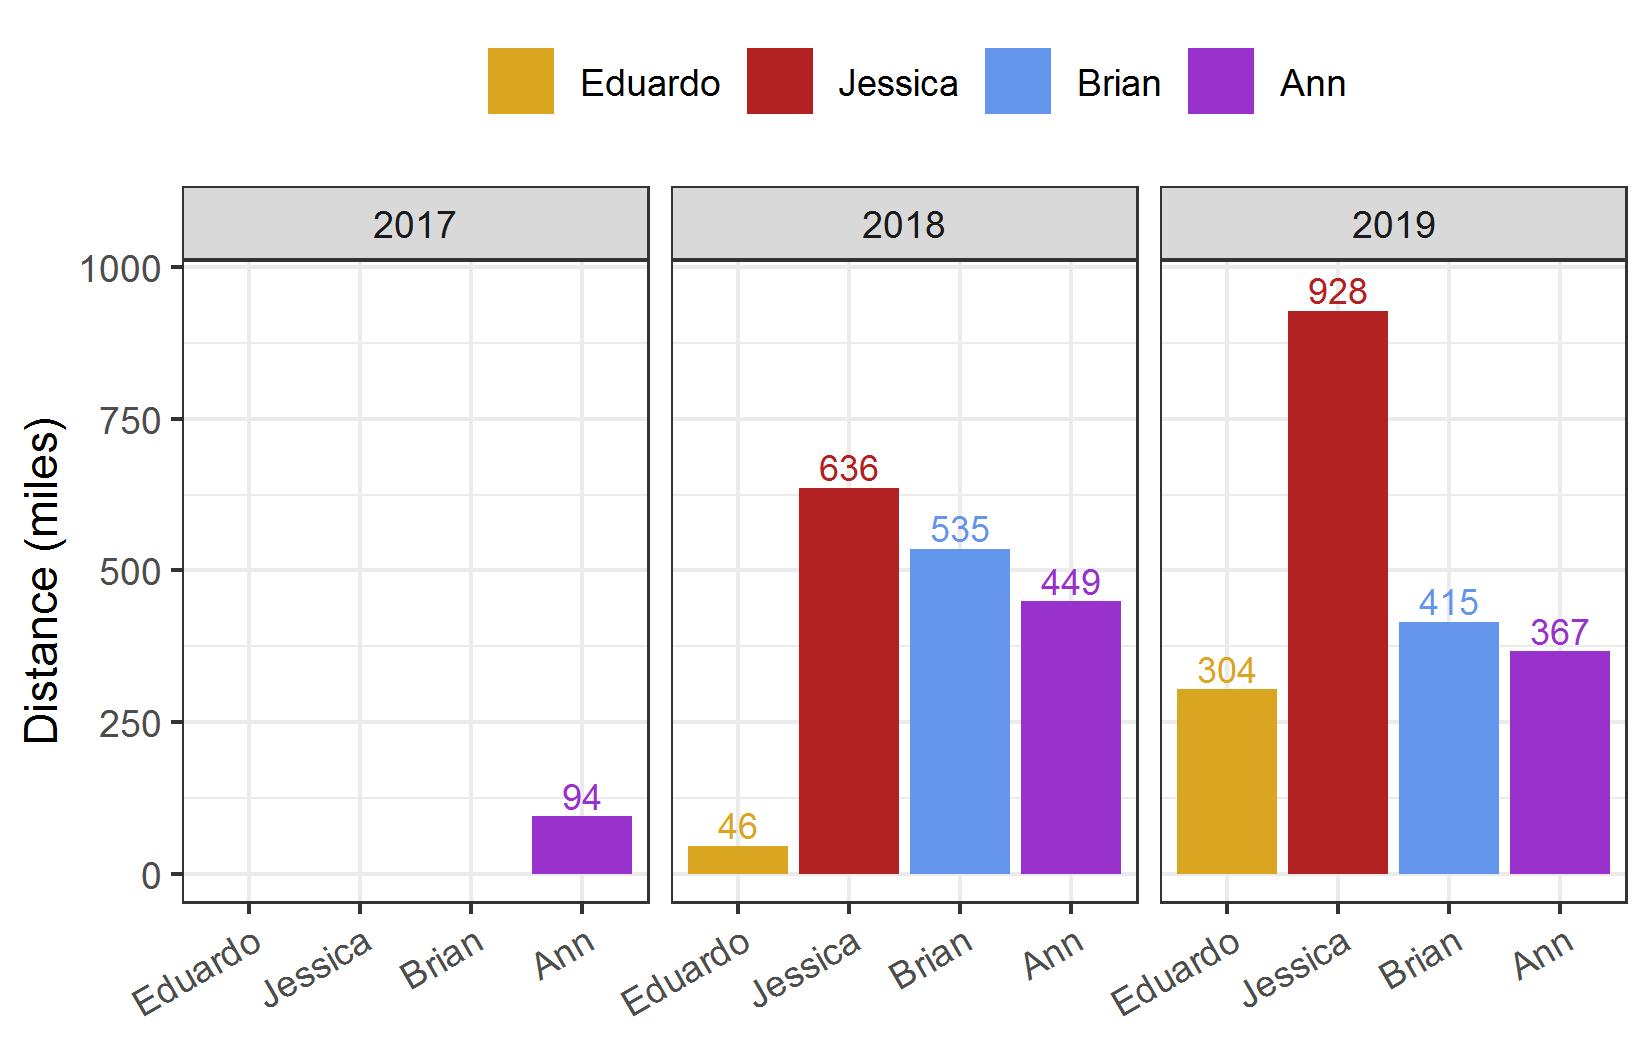 Eduardo Jessica Brian Ann
2017 2018 2019
1000
750
500
250
0
Distance (miles)
94
46 636 535 449
304 928 415 367
Eduardo Jessica Brian Ann Eduardo Jessica Brian Ann Eduardo Jessica Brian Ann